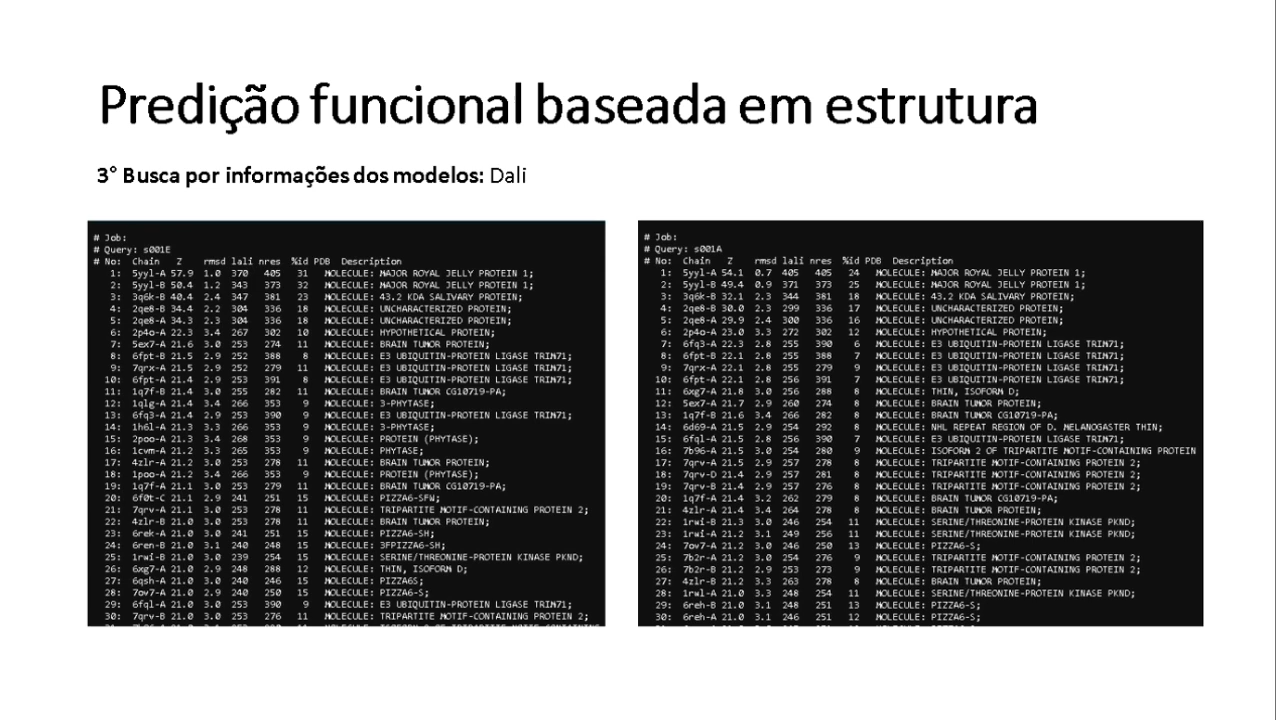 Predição funcional baseada em estrutura
3° Busca por informações dos modelos: Dali
# Job:
# Query: s001E
# No: Chain Z rmsd lali nres %id PDB Description
1: 5yyl-A 57.9 1.0 370 405 31 MOLECULE: MAJOR ROYAL JELLY PROTEIN 1;
2: 5yyl-B 50.4 1.2 343 373 32 MOLECULE: MAJOR ROYAL JELLY PROTEIN 1;
3: 3q6k-B 40.4 2.4 347 381 23 MOLECULE: 43.2 KDA SALIVARY PROTEIN;
4: 2qe8-B 34.4 2.2 304 336 18 MOLECULE: UNCHARACTERIZED PROTEIN;
5: 2qe8-A 34.3 2.3 304 336 18 MOLECULE: UNCHARACTERIZED PROTEIN;
6: 2p4o-A 22.3 3.4 267 302 10 MOLECULE: HYPOTHETICAL PROTEIN;
7: 5ex7-A 21.6 3.0 253 274 11 MOLECULE: BRAIN TUMOR PROTEIN;
8: 6fpt-B 21.5 2.9 252 388 8 MOLECULE: E3 UBIQUITIN-PROTEIN LIGASE TRIM71;
9: 7qrx-A 21.5 2.9 252 279 11 MOLECULE: E3 UBIQUITIN-PROTEIN LIGASE TRIM71;
10: 6fpt-A 21.4 2.9 253 391 8 MOLECULE: E3 UBIQUITIN-PROTEIN LIGASE TRIM71;
11: 1q7f-B 21.4 3.0 255 282 11 MOLECULE: BRAIN TUMOR CG10719-PA;
12: 1qlg-A 21.4 3.4 266 353 9 MOLECULE: 3-PHYTASE;
13: 6fq3-A 21.4 2.9 253 390 9 MOLECULE: E3 UBIQUITIN-PROTEIN LIGASE TRIM71;
14: 1h6l-A 21.3 3.3 266 353 9 MOLECULE: 3-PHYTASE;
15: 2poo-A 21.3 3.4 268 353 9 MOLECULE: PROTEIN (PHYTASE);
16: 1cvm-A 21.2 3.3 265 353 9 MOLECULE: PHYTASE;
17: 4zlr-A 21.2 3.0 253 278 11 MOLECULE: BRAIN TUMOR PROTEIN;
18: 1poo-A 21.2 3.4 266 353 9 MOLECULE: PROTEIN (PHYTASE);
19: 1q7f-A 21.1 3.0 253 279 11 MOLECULE: BRAIN TUMOR CG10719-PA;
20: 6f0t-C 21.1 2.9 241 251 15 MOLECULE: PIZZA6-SFW;
21: 7qrv-A 21.1 3.0 253 278 11 MOLECULE: TRIPARTITE MOTIF-CONTAINING PROTEIN 2;
22: 4zlr-B 21.0 3.0 253 278 11 MOLECULE: BRAIN TUMOR PROTEIN;
23: 6rek-A 21.0 3.0 241 251 15 MOLECULE: PIZZA6-SH;
24: 6ren-B 21.0 3.1 240 248 15 MOLECULE: 3FPIZZA6-SH;
25: 1rwi-B 21.0 3.0 239 254 15 MOLECULE: SERINE/THREONINE-PROTEIN KINASE PKND;
26: 6xg7-A 21.0 2.9 248 288 12 MOLECULE: THIN, ISOFORM D;
27: 6qsh-A 21.0 3.0 240 246 15 MOLECULE: PIZZA6S;
28: 7ov7-A 21.0 2.9 240 250 15 MOLECULE: PIZZA6-S;
29: 6fql-A 21.0 3.0 253 390 9 MOLECULE: E3 UBIQUITIN-PROTEIN LIGASE TRIM71;
30: 7qrv-B 21.0 3.0 253 276 11 MOLECULE: TRIPARTITE MOTIF-CONTAINING PROTEIN 2;
# Job:
# Query: s001A
# No: Chain Z rmsd lali nres %id PDB Description
1: 5yyl-A 54.1 0.7 405 405 24 MOLECULE: MAJOR ROYAL JELLY PROTEIN 1;
2: 5yyl-B 49.4 0.9 371 373 25 MOLECULE: MAJOR ROYAL JELLY PROTEIN 1;
3: 3q6k-B 32.1 2.3 344 381 18 MOLECULE: 43.2 KDA SALIVARY PROTEIN;
4: 2qe8-B 30.0 2.3 299 336 17 MOLECULE: UNCHARACTERIZED PROTEIN;
5: 2qe8-A 29.9 2.4 300 336 16 MOLECULE: UNCHARACTERIZED PROTEIN;
6: 2p4o-A 23.0 3.3 272 302 12 MOLECULE: HYPOTHETICAL PROTEIN;
7: 6fq3-A 22.3 2.8 255 390 6 MOLECULE: E3 UBIQUITIN-PROTEIN LIGASE TRIM71;
8: 6fpt-B 22.1 2.8 255 388 7 MOLECULE: E3 UBIQUITIN-PROTEIN LIGASE TRIM71;
9: 7qrx-A 22.1 2.8 255 279 9 MOLECULE: E3 UBIQUITIN-PROTEIN LIGASE TRIM71;
10: 6fpt-A 22.1 2.8 256 391 7 MOLECULE: E3 UBIQUITIN-PROTEIN LIGASE TRIM71;
11: 6xg7-A 21.8 3.0 256 288 8 MOLECULE: THIN, ISOFORM D;
12: 5ex7-A 21.7 2.9 260 274 8 MOLECULE: BRAIN TUMOR PROTEIN;
13: 1q7f-B 21.6 3.4 266 282 8 MOLECULE: BRAIN TUMOR CG10719-PA;
14: 6d69-A 21.5 2.9 254 292 8 MOLECULE: NHL REPEAT REGION OF D. MELANOGASTER THIN;
15: 6fql-A 21.5 2.8 256 390 7 MOLECULE: E3 UBIQUITIN-PROTEIN LIGASE TRIM71;
16: 7b96-A 21.5 3.0 254 280 9 MOLECULE: ISOFORM 2 OF TRIPARTITE MOTIF-CONTAINING PROTEIN
17: 7qrv-A 21.5 2.9 257 278 8 MOLECULE: TRIPARTITE MOTIF-CONTAINING PROTEIN 2;
18: 7qrv-D 21.4 2.9 257 281 8 MOLECULE: TRIPARTITE MOTIF-CONTAINING PROTEIN 2;
19: 7qrv-B 21.4 2.9 257 276 8 MOLECULE: TRIPARTITE MOTIF-CONTAINING PROTEIN 2;
20: 1q7f-A 21.4 3.2 262 279 8 MOLECULE: BRAIN TUMOR CG10719-PA;
21: 4zlr-A 21.4 3.4 264 278 8 MOLECULE: BRAIN TUMOR PROTEIN;
22: 1rwi-B 21.3 3.0 246 254 11 MOLECULE: SERINE/THREONINE-PROTEIN KINASE PKND;
23: 1rwi-A 21.2 3.1 249 256 11 MOLECULE: SERINE/THREONINE-PROTEIN KINASE PKND;
24: 7ov7-A 21.2 3.0 246 250 13 MOLECULE: PIZZA6-S;
25: 7b2r-A 21.2 3.0 254 276 9 MOLECULE: TRIPARTITE MOTIF-CONTAINING PROTEIN 2;
26: 7b2r-B 21.2 2.9 253 273 9 MOLECULE: TRIPARTITE MOTIF-CONTAINING PROTEIN 2;
27: 4zlr-B 21.2 3.3 263 278 8 MOLECULE: BRAIN TUMOR PROTEIN;
28: 1rwl-A 21.0 3.3 248 254 11 MOLECULE: SERINE/THREONINE-PROTEIN KINASE PKND;
29: 6reh-B 21.0 3.1 248 251 13 MOLECULE: PIZZA6-S;
30: 6reh-A 21.0 3.1 246 251 12 MOLECULE: PIZZA6-S;